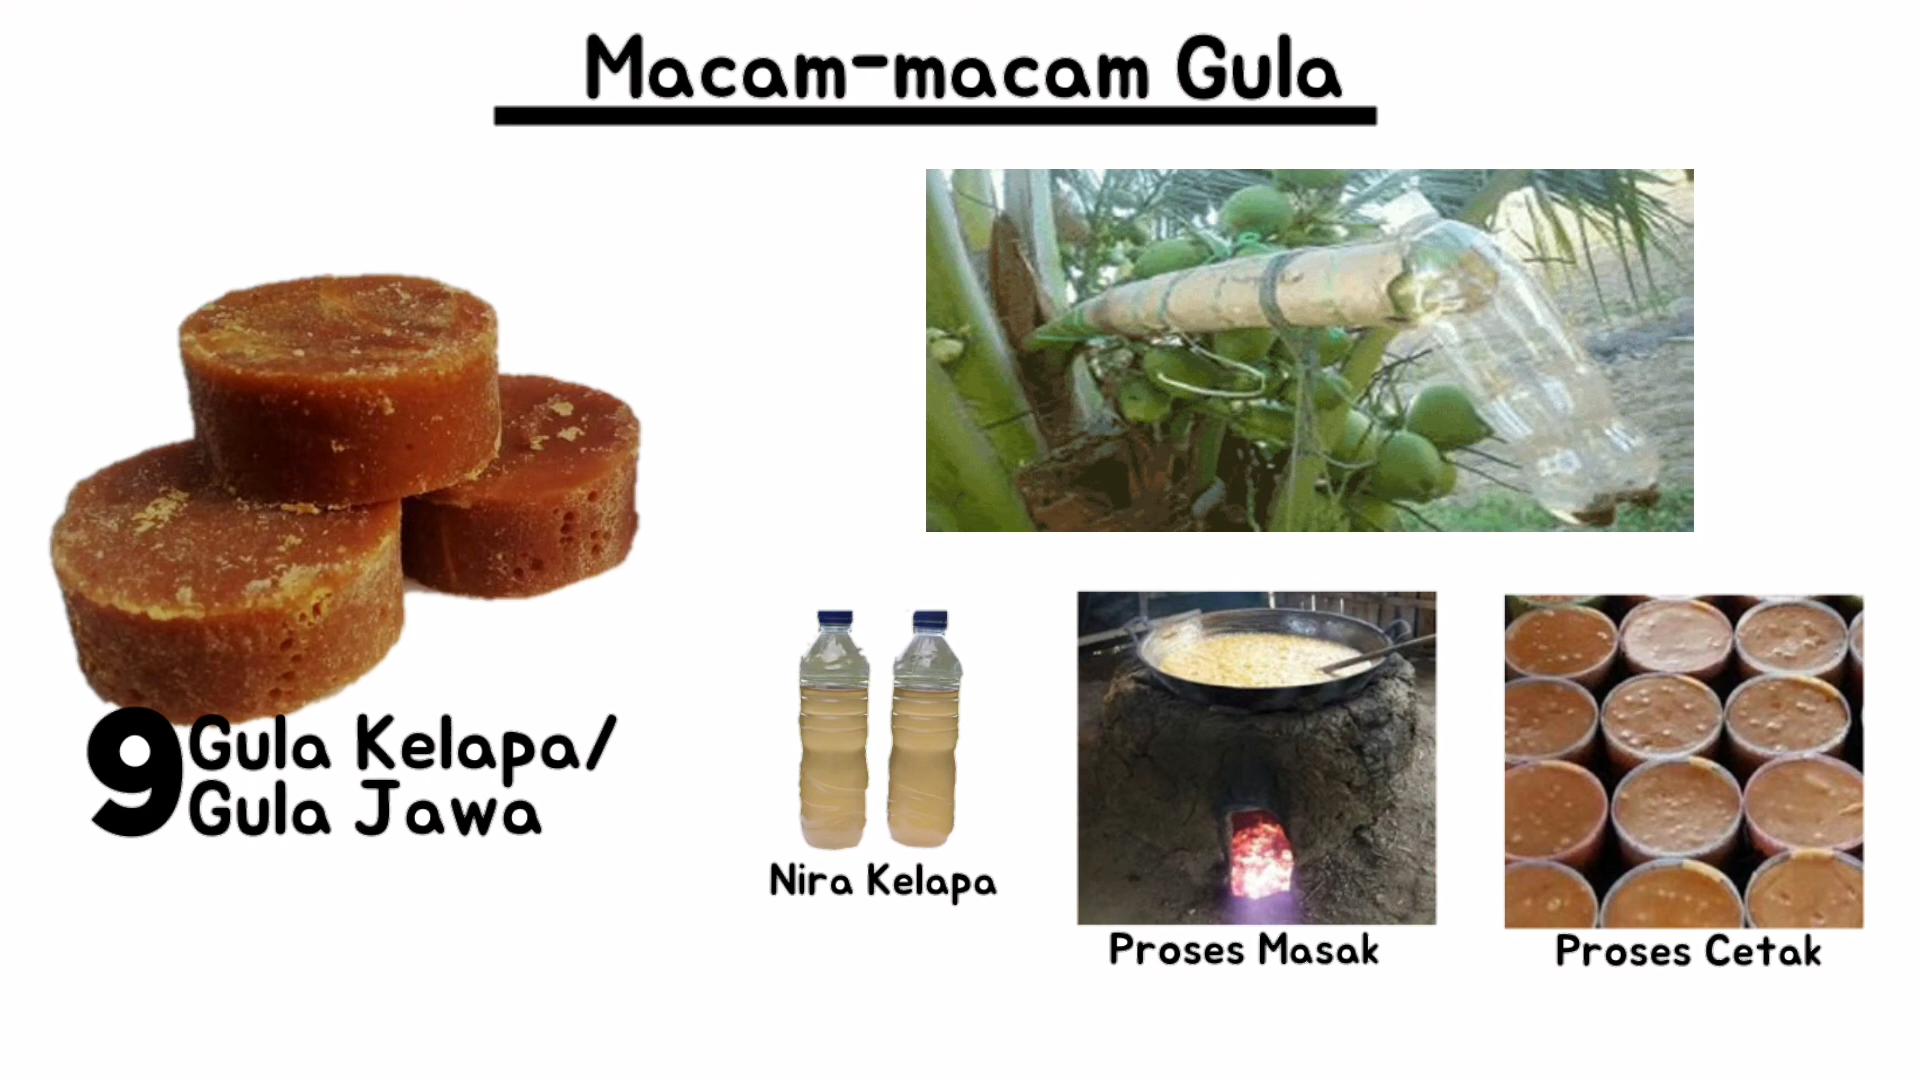 Macam-macam Gula
9 Gula Kelapa/
Gula Jawa
Nira Kelapa
Proses Masak
Proses Cetak